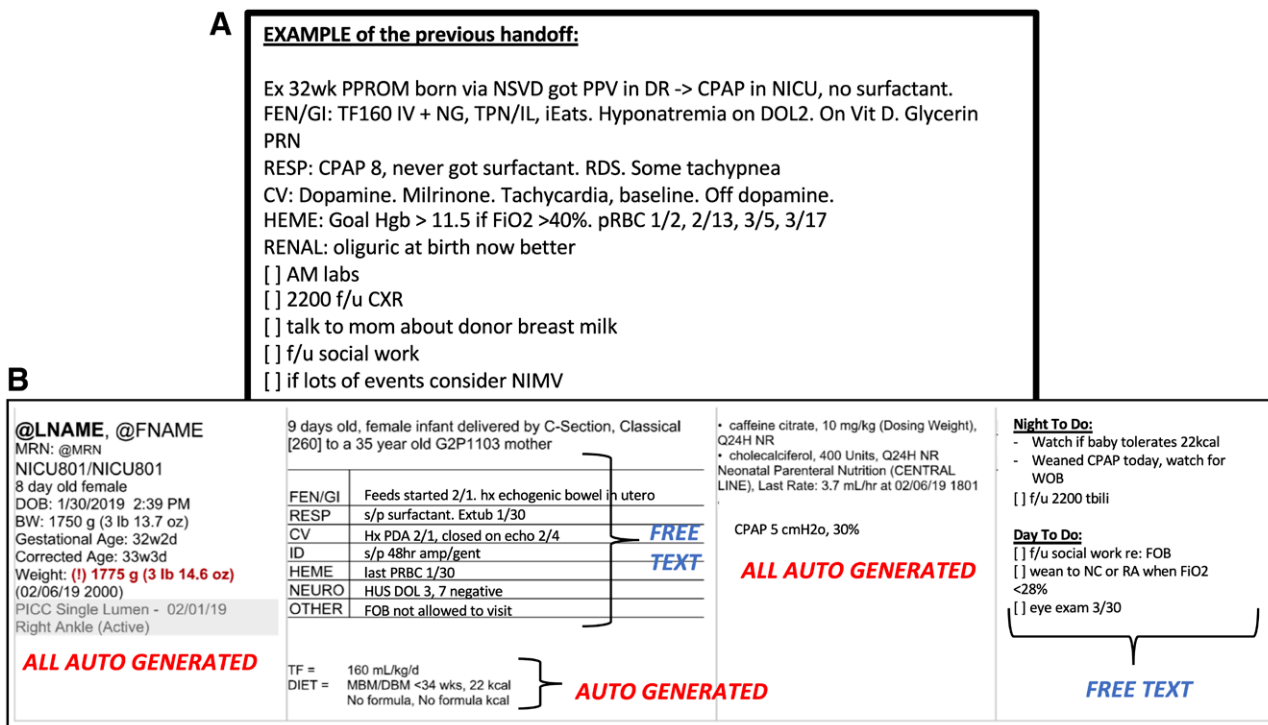 A
EXAMPLE of the previous handoff:
Ex 32wk PPROM born via NSVD got PPV in DR -> CPAP in NICU, no surfactant.
FEN/GI: TF160 IV + NG, TPN/IL, iEats. Hyponatremia on DOL2. On Vit D. Glycerin
PRN
RESP: CPAP 8, never got surfactant. RDS. Some tachypnea
CV: Dopamine. Milrinone. Tachycardia, baseline. Off dopamine.
HEME: Goal Hgb > 11.5 if FiO2 >40%. pRBC 1/2, 2/13, 3/5, 3/17
RENAL: oliguric at birth now better
[ ] AM labs
[ ] 2200 f/u CXR
[ ] talk to mom about donor breast milk
[ ] f/u social work
[ ] if lots of events consider NIMV
B
@LNAME, @FNAME
MRN: @MRN
NICU801/NICU801
8 day old female
DOB: 1/30/2019 2:39 PM
BW: 1750 g (3 lb 13.7 oz)
Gestational Age: 32w2d
Corrected Age: 33w3d
Weight: (!) 1775 g (3 lb 14.6 oz)
(02/06/19 2000)
PICC Single Lumen - 02/01/19
Right Ankle (Active)
ALL AUTO GENERATED
9 days old, female infant delivered by C-Section, Classical
[260] to a 35 year old G2P1103 mother
FEN/GI Feeds started 2/1. hx echogenic bowel in utero
RESP s/p surfactant. Extub 1/30
CV Hx PDA 2/1, closed on echo 2/4
ID s/p 48hr amp/gent
HEME last PRBC 1/30
NEURO HUS DOL 3, 7 negative
OTHER FOB not allowed to visit
FREE
TEXT
TF = 160 mL/kg/d
DIET = MBM/DBM <34 wks, 22 kcal
No formula, No formula kcal
AUTO GENERATED
• caffeine citrate, 10 mg/kg (Dosing Weight),
Q24H NR
• cholecalciferol, 400 Units, Q24H NR
Neonatal Parenteral Nutrition (CENTRAL
LINE), Last Rate: 3.7 mL/hr at 02/06/19 1801
CPAP 5 cmH2o, 30%
ALL AUTO GENERATED
Night To Do:
- Watch if baby tolerates 22kcal
- Weaned CPAP today, watch for
WOB
[ ] f/u 2200 tbili
Day To Do:
[ ] f/u social work re: FOB
[ ] wean to NC or RA when FiO2
<28%
[ ] eye exam 3/30
FREE TEXT